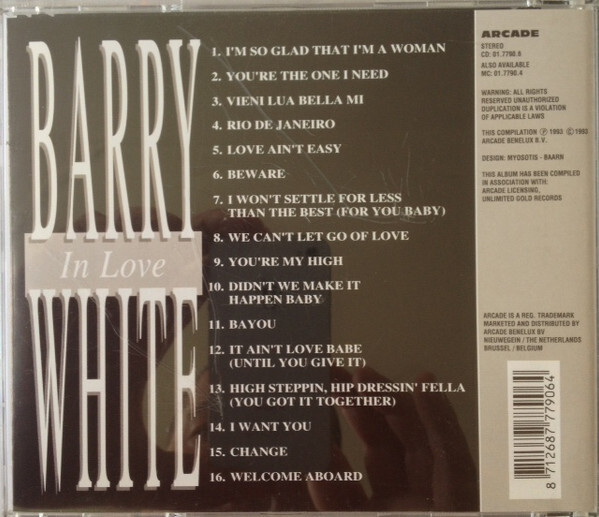 BARRY
In Love
WHITE
1. I'M SO GLAD THAT I'M A WOMAN
2. YOU'RE THE ONE I NEED
3. VIENI LUA BELLA MI
4. RIO DE JANEIRO
5. LOVE AIN'T EASY
6. BEWARE
7. I WON'T SETTLE FOR LESS
THAN THE BEST (FOR YOU BABY)
8. WE CAN'T LET GO OF LOVE
9. YOU'RE MY HIGH
10. DIDN'T WE MAKE IT
HAPPEN BABY
11. BAYOU
12. IT AIN'T LOVE BABE
(UNTIL YOU GIVE IT)
13. HIGH STEPPIN, HIP DRESSIN' FELLA
(YOU GOT IT TOGETHER)
14. I WANT YOU
15. CHANGE
16. WELCOME ABOARD
ARCADE
STEREO
CD: 01.7790.6
ALSO AVAILABLE
MC: 01.7790.4
WARNING: ALL RIGHTS
RESERVED UNAUTHORIZED
DUPLICATION IS A VIOLATION
OF APPLICABLE LAWS
THIS COMPILATION ℗ 1993 © 1993
ARCADE BENELUX B.V.
DESIGN: MYOSOTIS - BAARN
THIS ALBUM HAS BEEN COMPILED
IN ASSOCIATION WITH:
ARCADE LICENSING,
UNLIMITED GOLD RECORDS
ARCADE IS A REG. TRADEMARK
MARKETED AND DISTRIBUTED BY
ARCADE BENELUX BV
NIEUWEGEIN / THE NETHERLANDS
BRUSSEL / BELGIUM
8 712687 779064